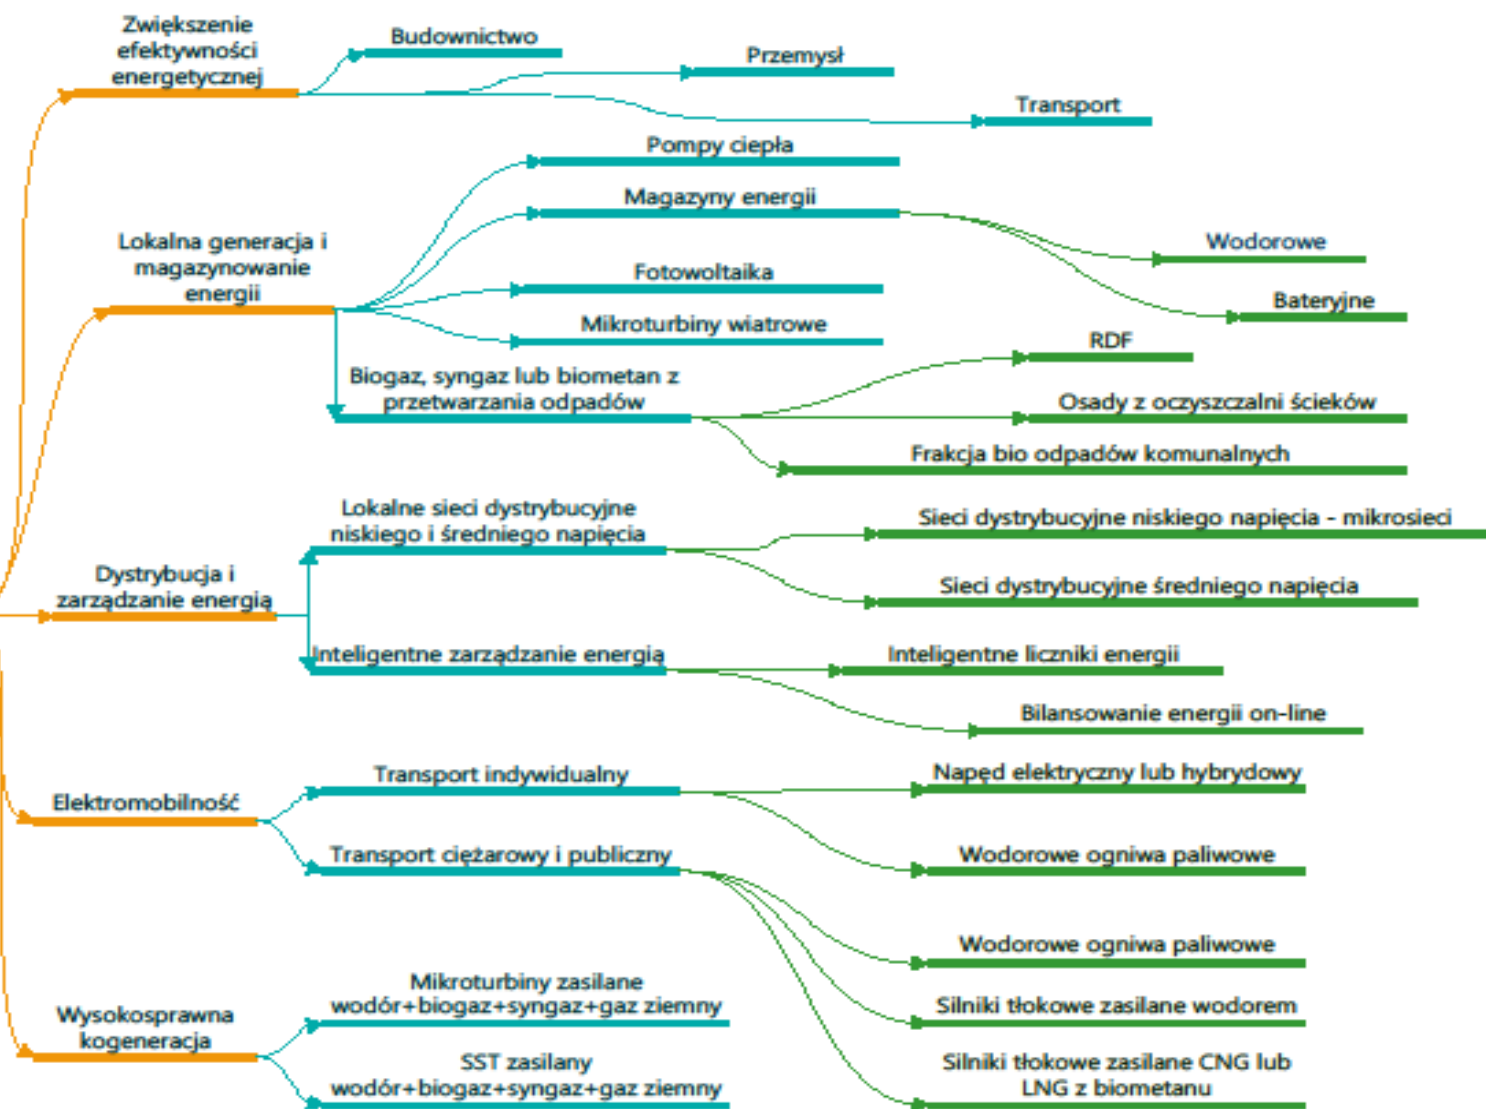 Zwiększenie
efektywności
energetycznej
Budownictwo
Przemysł
Transport
Lokalna generacja i
magazynowanie
energii
Pompy ciepła
Magazyny energii
Wodorowe
Bateryjne
Fotowoltaika
Mikroturbiny wiatrowe
Biogaz, syngaz lub biometan z
przetwarzania odpadów
RDF
Osady z oczyszczalni ścieków
Frakcja bio odpadów komunalnych
Dystrybucja i
zarządzanie energią
Lokalne sieci dystrybucyjne
niskiego i średniego napięcia
Sieci dystrybucyjne niskiego napięcia - mikrosieci
Sieci dystrybucyjne średniego napięcia
Inteligentne zarządzanie energią
Inteligentne liczniki energii
Bilansowanie energii on-line
Elektromobilność
Transport indywidualny
Napęd elektryczny lub hybrydowy
Wodorowe ogniwa paliwowe
Transport ciężarowy i publiczny
Wodorowe ogniwa paliwowe
Silniki tłokowe zasilane wodorem
Silniki tłokowe zasilane CNG lub
LNG z biometanu
Wysokosprawna
kogeneracja
Mikroturbiny zasilane
wodór+biogaz+syngaz+gaz ziemny
SST zasilany
wodór+biogaz+syngaz+gaz ziemny